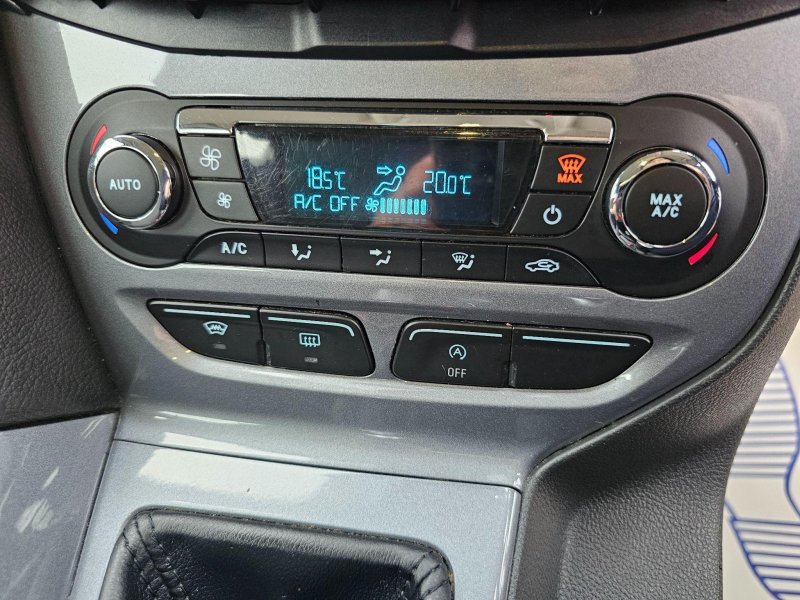 18.5°C 20.0°C
A/C OFF
MAX
AUTO
MAX
A/C
A/C
A
OFF